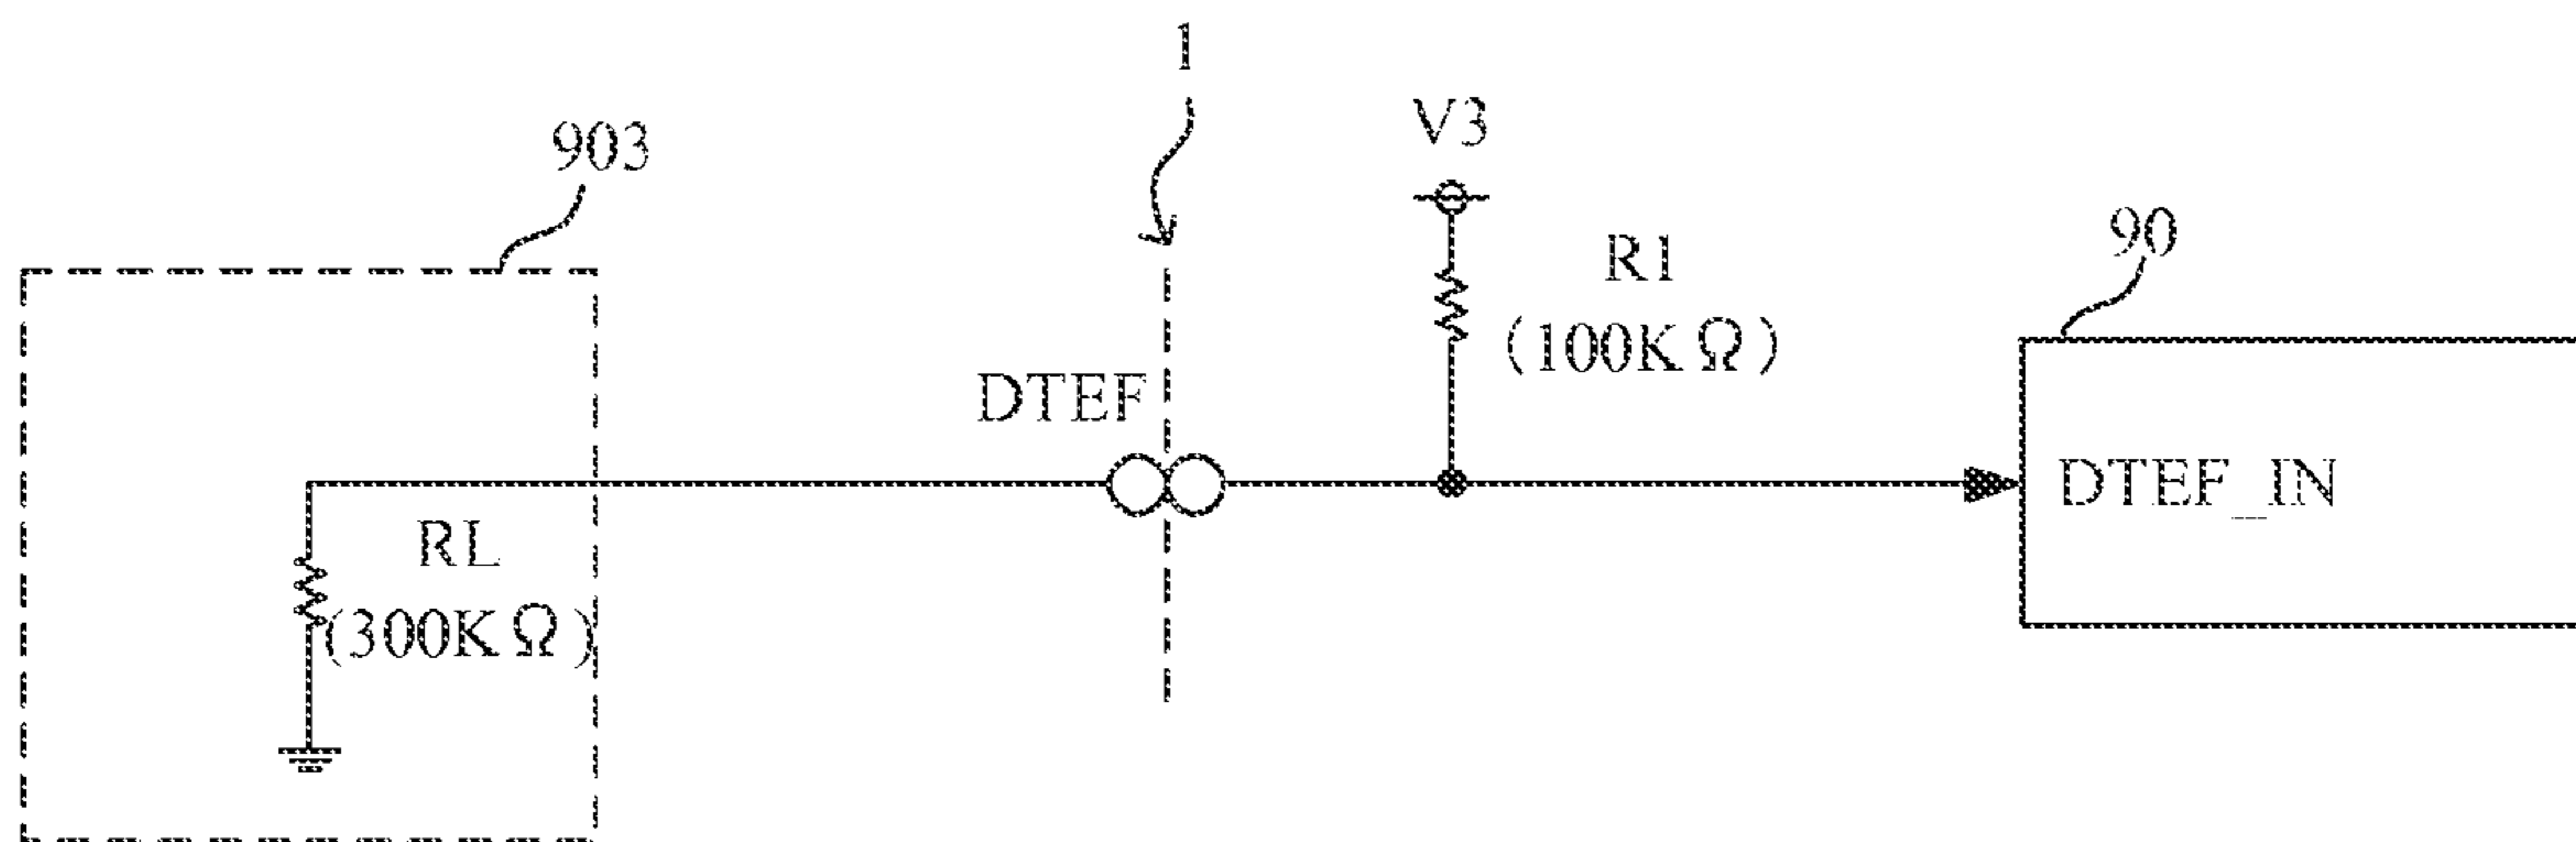 1
V3
903
R1
90
(100KΩ)
DTEF
DTEF_IN
RL
(300KΩ)